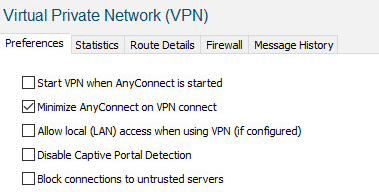 Virtual Private Network (VPN)
Preferences Statistics Route Details Firewall Message History
Start VPN when AnyConnect is started
Minimize AnyConnect on VPN connect
Allow local (LAN) access when using VPN (if configured)
Disable Captive Portal Detection
Block connections to untrusted servers